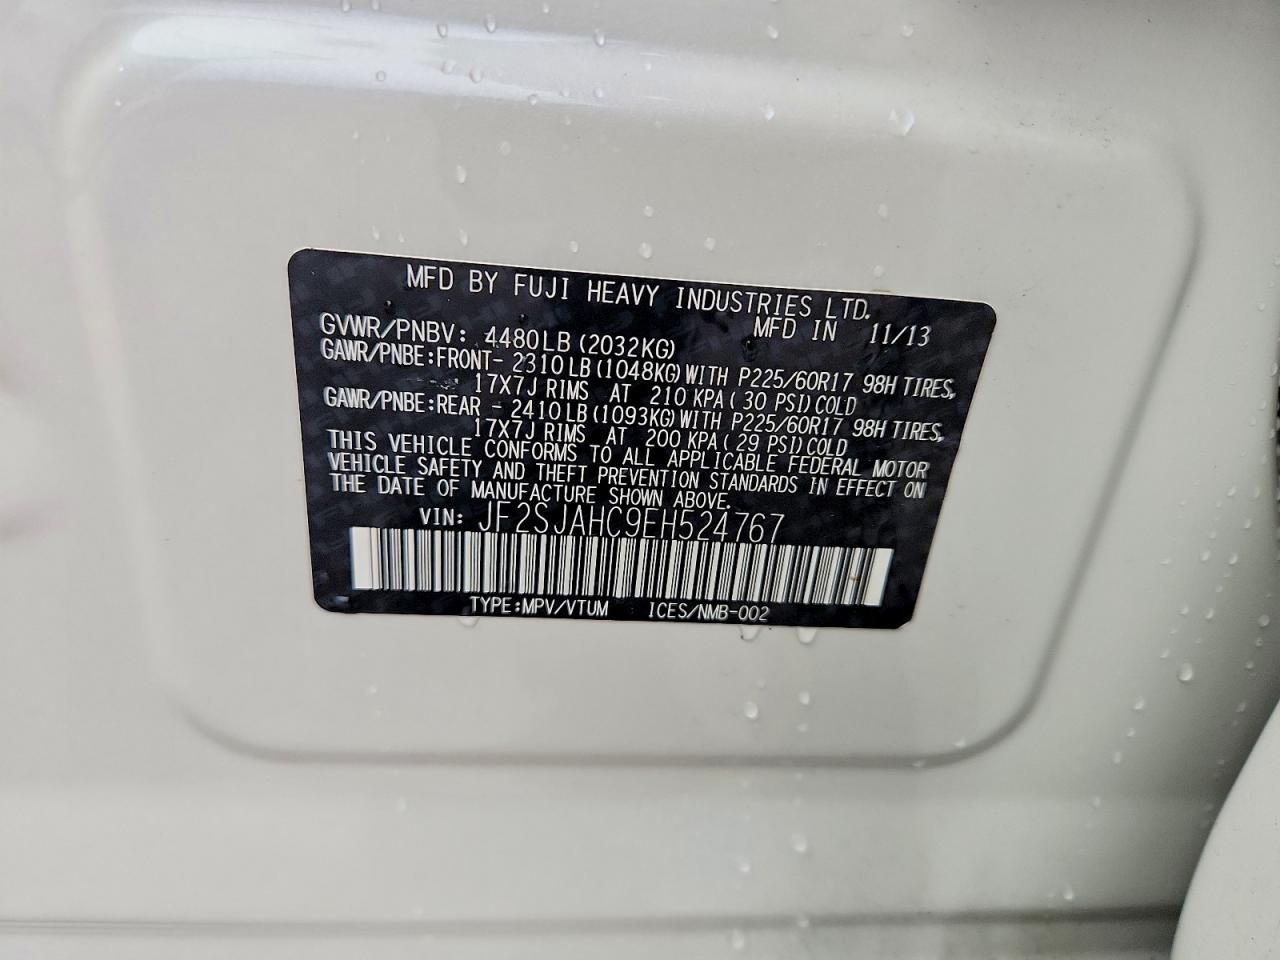 MFD BY FUJI HEAVY INDUSTRIES LTD.
MFD IN 11/13
GVWR/PNBV: 4480LB (2032KG)
GAWR/PNBE:FRONT- 2310LB(1048KG)WITH P225/60R17 98H TIRES,
17X7J RIMS AT 210 KPA( 30 PSI)COLD
GAWR/PNBE:REAR - 2410LB(1093KG)WITH P225/60R17 98H TIRES,
17X7J RIMS AT 200 KPA( 29 PSI)COLD
THIS VEHICLE CONFORMS TO ALL APPLICABLE FEDERAL MOTOR
VEHICLE SAFETY AND THEFT PREVENTION STANDARDS IN EFFECT ON
THE DATE OF MANUFACTURE SHOWN ABOVE.
VIN: JF2SJAHC9EH524767
TYPE:MPV/VTUM ICES/NMB-002